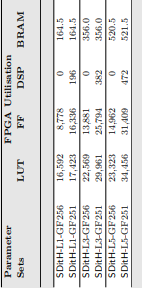 Parameter FPGA Utilisation
Sets LUT FF DSP BRAM
SDitH-L1-GF256 16,592 8,778 0 164.5
SDitH-L1-GF251 17,423 16,336 196 164.5
SDitH-L3-GF256 22,569 13,881 0 356.0
SDitH-L3-GF251 29,861 25,794 382 356.0
SDitH-L5-GF256 23,323 14,962 0 520.5
SDitH-L5-GF251 34,456 31,409 472 521.5